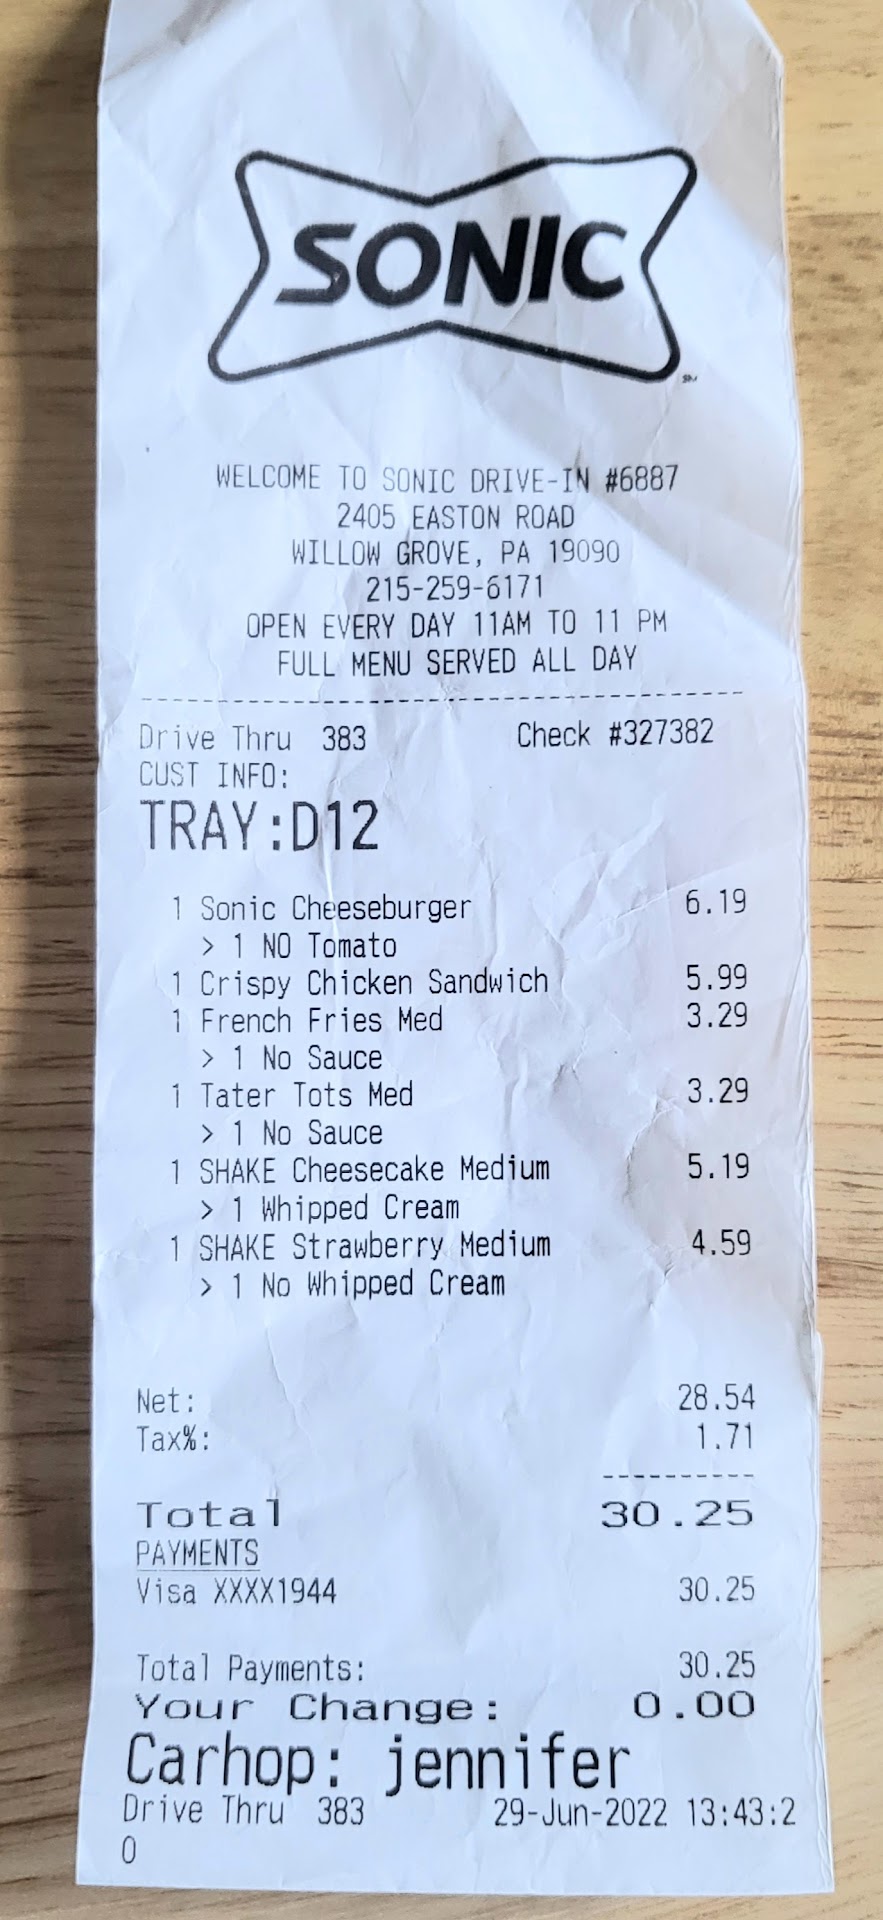 SONIC
SM
WELCOME TO SONIC DRIVE-IN #6887
2405 EASTON ROAD
WILLOW GROVE, PA 19090
215-259-6171
OPEN EVERY DAY 11AM TO 11 PM
FULL MENU SERVED ALL DAY
Drive Thru 383 Check #327382
CUST INFO:
TRAY:D12
1 Sonic Cheeseburger 6.19
> 1 NO Tomato
1 Crispy Chicken Sandwich 5.99
1 French Fries Med 3.29
> 1 No Sauce
1 Tater Tots Med 3.29
> 1 No Sauce
1 SHAKE Cheesecake Medium 5.19
> 1 Whipped Cream
1 SHAKE Strawberry Medium 4.59
> 1 No Whipped Cream
Net: 28.54
Tax%: 1.71
Total 30.25
PAYMENTS
Visa XXXX1944 30.25
Total Payments: 30.25
Your Change: 0.00
Carhop: jennifer
Drive Thru 383 29-Jun-2022 13:43:2
0